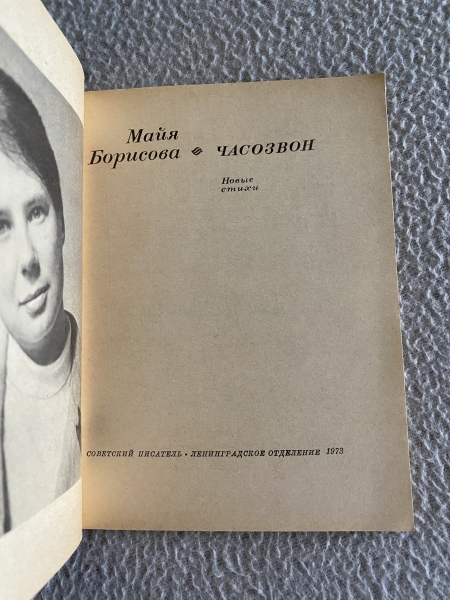 Майя
Борисова ЧАСОЗВОН
Новые
стихи
СОВЕТСКИЙ ПИСАТЕЛЬ • ЛЕНИНГРАДСКОЕ ОТДЕЛЕНИЕ 1973